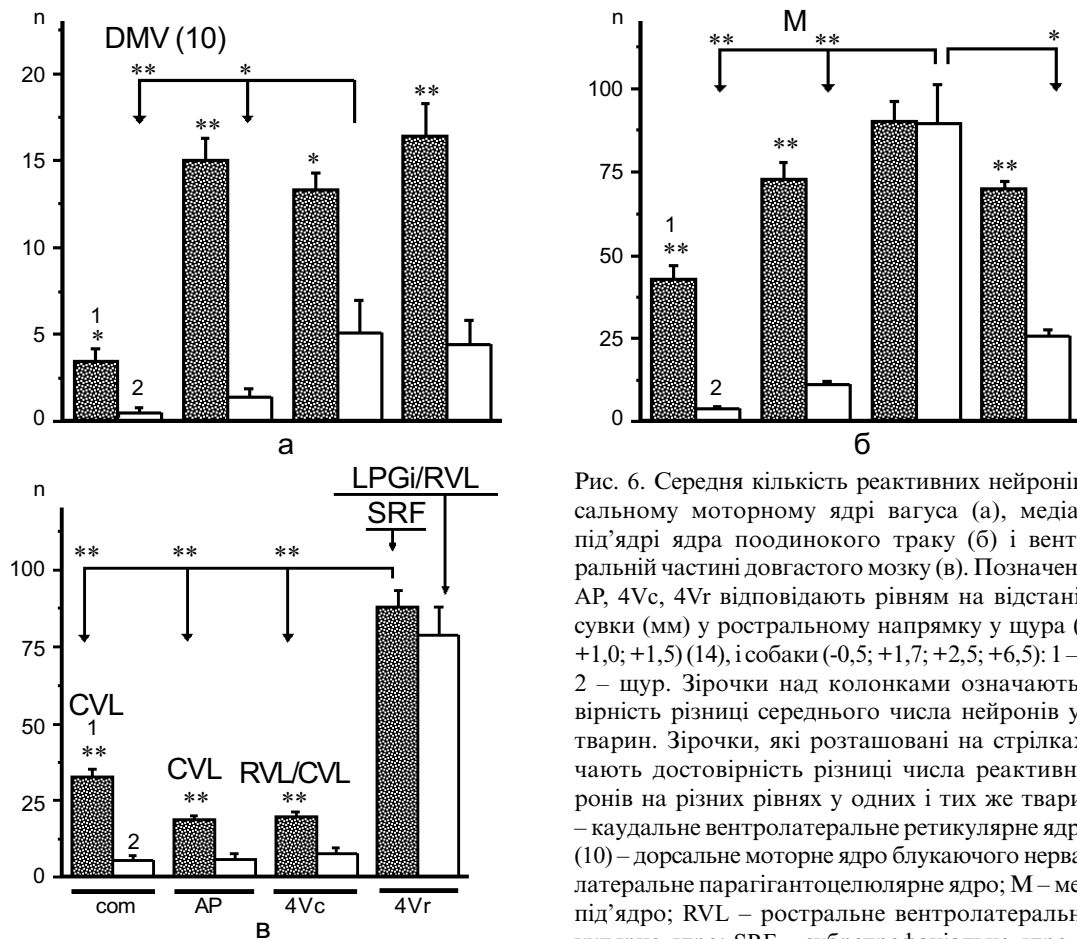 n
DMV (10)
** *
20
**
**
15
*
10
5
1
*
2
0
а
n
М
** ** *
100
**
75
**
1
**
50
25
2
0
б
n
LPGi/RVL
SRF
** ** **
100
75
50
CVL
1
**
CVL
**
RVL/CVL
**
25
2
0
com AP 4Vc 4Vr
в
Рис. 6. Середня кількість реактивних нейронів
сальному моторному ядрі вагуса (а), медіа
під’ядрі ядра поодинокого траку (б) і вент
ральній частині довгастого мозку (в). Позначен
AP, 4Vc, 4Vr відповідають рівням на відстані
сувки (мм) у ростральному напрямку у щура (
+1,0; +1,5) (14), і собаки (-0,5; +1,7; +2,5; +6,5): 1 –
2 – щур. Зірочки над колонками означають
вірність різниці середнього числа нейронів у
тварин. Зірочки, які розташовані на стрілках
чають достовірність різниці числа реактивн
ронів на різних рівнях у одних і тих же твари
– каудальне вентролатеральне ретикулярне ядр
(10) – дорсальне моторне ядро блукаючого нерва
латеральне парагігантоцелюлярне ядро; М – ме
під’ядро; RVL – ростральне вентролатеральн
кулярне ядро; SRF – субретрофаціальне ядро